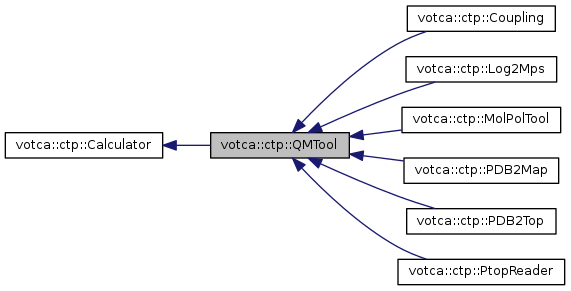 votca::ctp::Coupling
votca::ctp::Log2Mps
votca::ctp::MolPolTool
votca::ctp::Calculator
votca::ctp::QMTool
votca::ctp::PDB2Map
votca::ctp::PDB2Top
votca::ctp::PtopReader